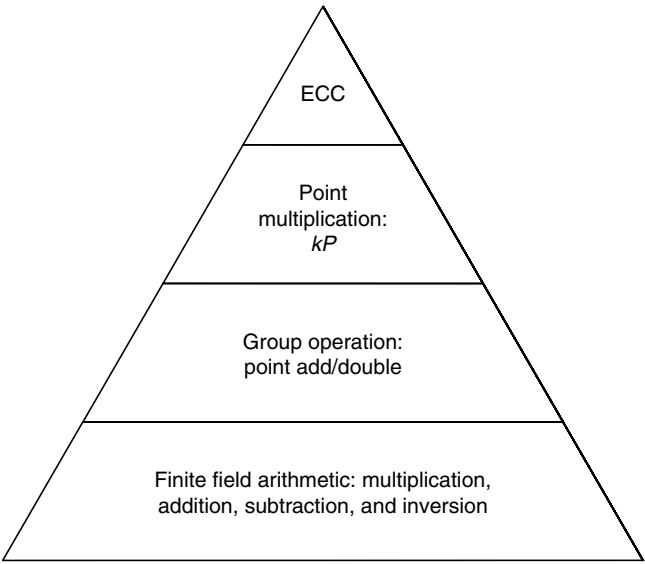 ECC
Point
multiplication:
kP
Group operation:
point add/double
Finite field arithmetic: multiplication,
addition, subtraction, and inversion